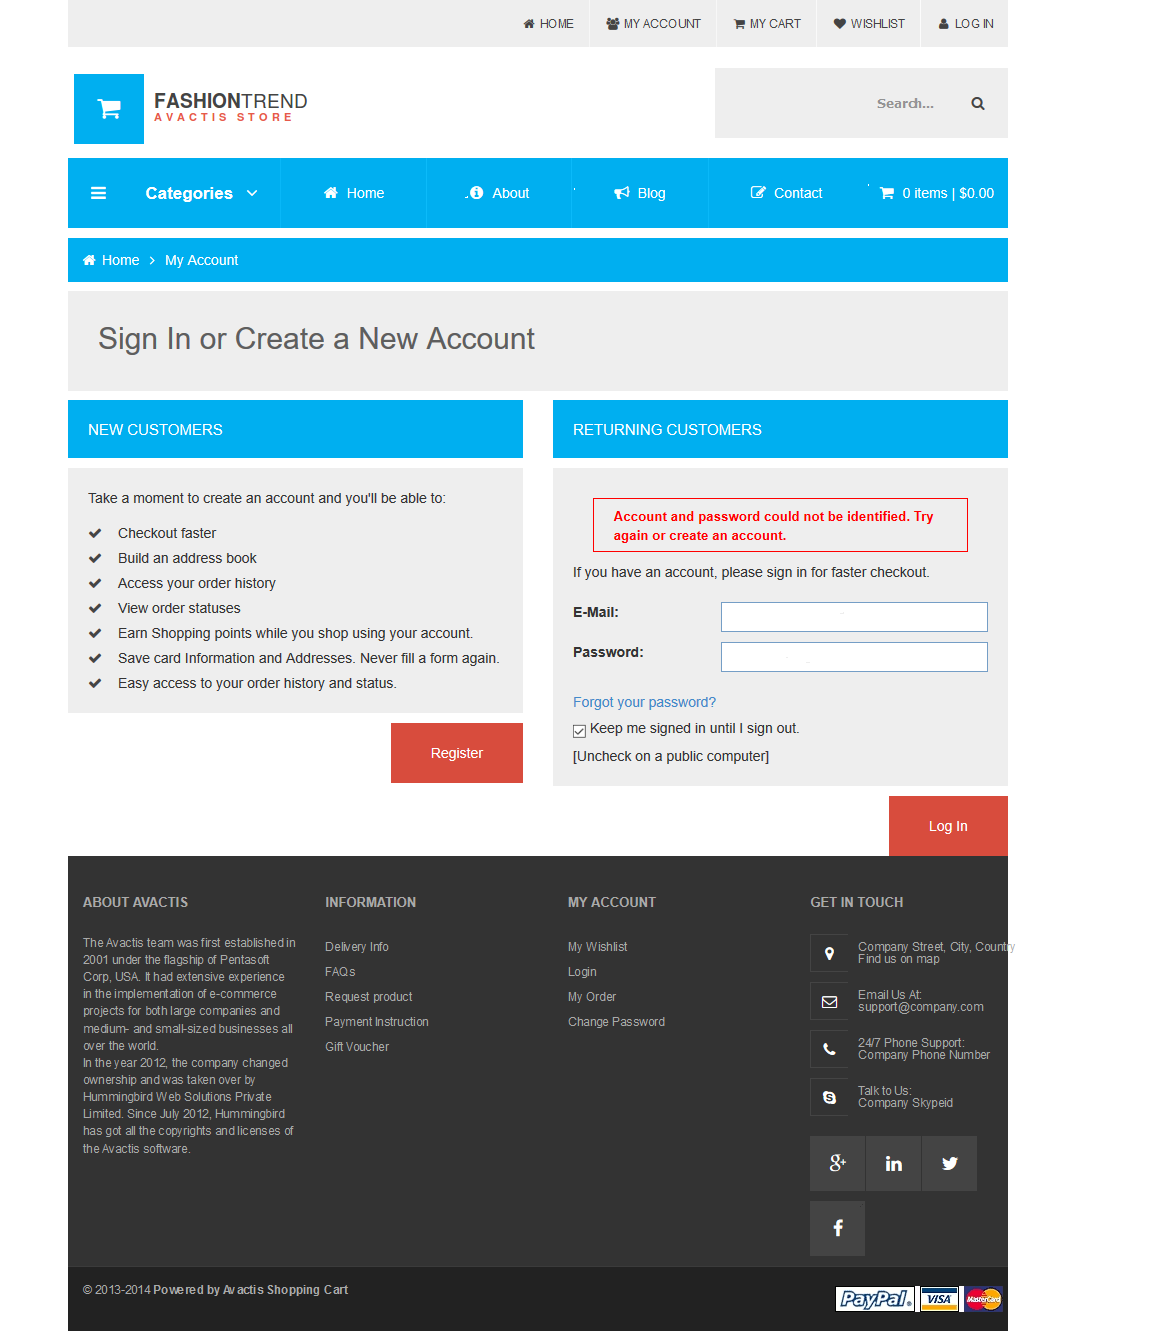 HOME MY ACCOUNT MY CART WISHLIST LOG IN
FASHIONTREND
AVACTIS STORE
Search...
Categories Home About Blog Contact 0 items | $0.00
Home > My Account
Sign In or Create a New Account
NEW CUSTOMERS
Take a moment to create an account and you'll be able to:
Checkout faster
Build an address book
Access your order history
View order statuses
Earn Shopping points while you shop using your account.
Save card Information and Addresses. Never fill a form again.
Easy access to your order history and status.
Register
RETURNING CUSTOMERS
Account and password could not be identified. Try
again or create an account.
If you have an account, please sign in for faster checkout.
E-Mail:
Password:
Forgot your password?
Keep me signed in until I sign out.
[Uncheck on a public computer]
Log In
ABOUT AVACTIS
The Avactis team was first established in
2001 under the flagship of Pentasoft
Corp, USA. It had extensive experience
in the implementation of e-commerce
projects for both large companies and
medium- and small-sized businesses all
over the world.
In the year 2012, the company changed
ownership and was taken over by
Hummingbird Web Solutions Private
Limited. Since July 2012, Hummingbird
has got all the copyrights and licenses of
the Avactis software.
INFORMATION
Delivery Info
FAQs
Request product
Payment Instruction
Gift Voucher
MY ACCOUNT
My Wishlist
Login
My Order
Change Password
GET IN TOUCH
Company Street, City, Country
Find us on map
Email Us At:
support@company.com
24/7 Phone Support:
Company Phone Number
Talk to Us:
Company Skypeid
© 2013-2014 Powered by Avactis Shopping Cart
PayPal VISA MasterCard